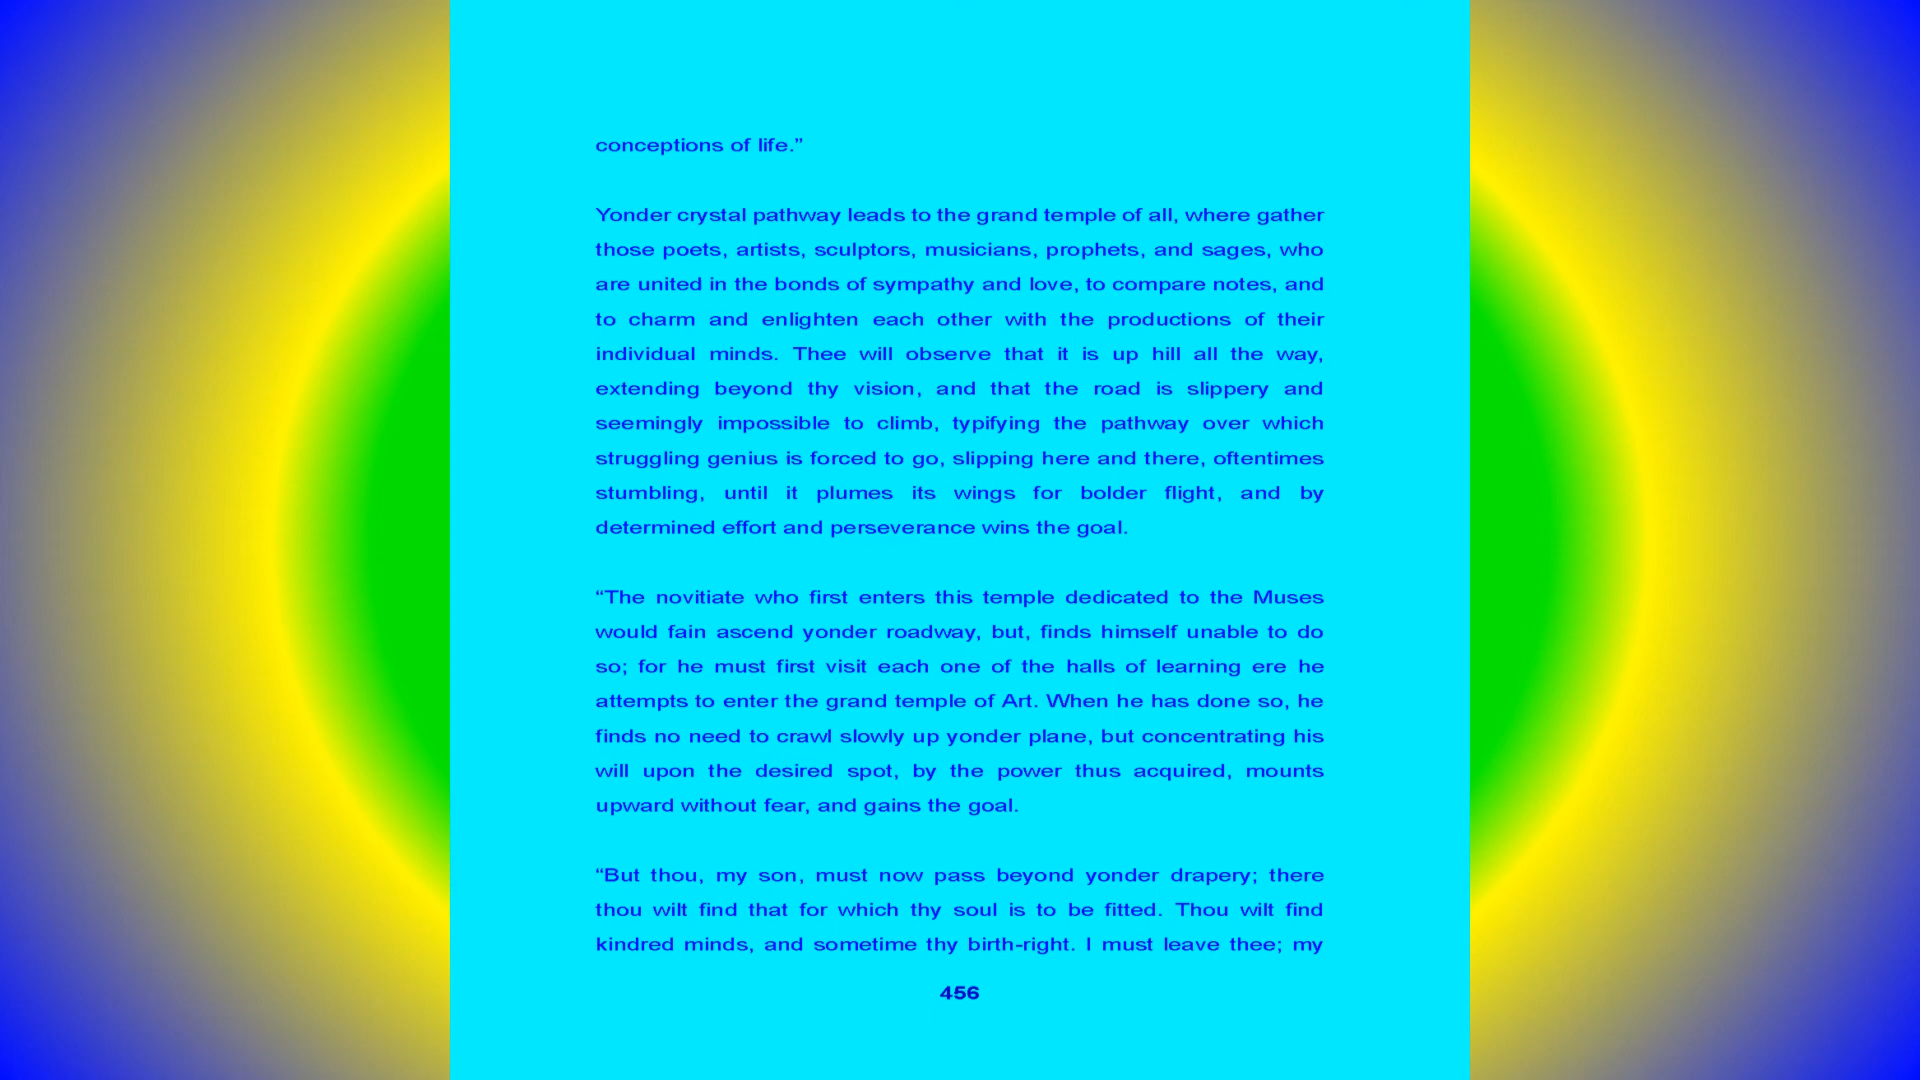 conceptions of life.”
Yonder crystal pathway leads to the grand temple of all, where gather
those poets, artists, sculptors, musicians, prophets, and sages, who
are united in the bonds of sympathy and love, to compare notes, and
to charm and enlighten each other with the productions of their
individual minds. Thee will observe that it is up hill all the way,
extending beyond thy vision, and that the road is slippery and
seemingly impossible to climb, typifying the pathway over which
struggling genius is forced to go, slipping here and there, oftentimes
stumbling, until it plumes its wings for bolder flight, and by
determined effort and perseverance wins the goal.
“The novitiate who first enters this temple dedicated to the Muses
would fain ascend yonder roadway, but, finds himself unable to do
so; for he must first visit each one of the halls of learning ere he
attempts to enter the grand temple of Art. When he has done so, he
finds no need to crawl slowly up yonder plane, but concentrating his
will upon the desired spot, by the power thus acquired, mounts
upward without fear, and gains the goal.
“But thou, my son, must now pass beyond yonder drapery; there
thou wilt find that for which thy soul is to be fitted. Thou wilt find
kindred minds, and sometime thy birth-right. I must leave thee; my
456